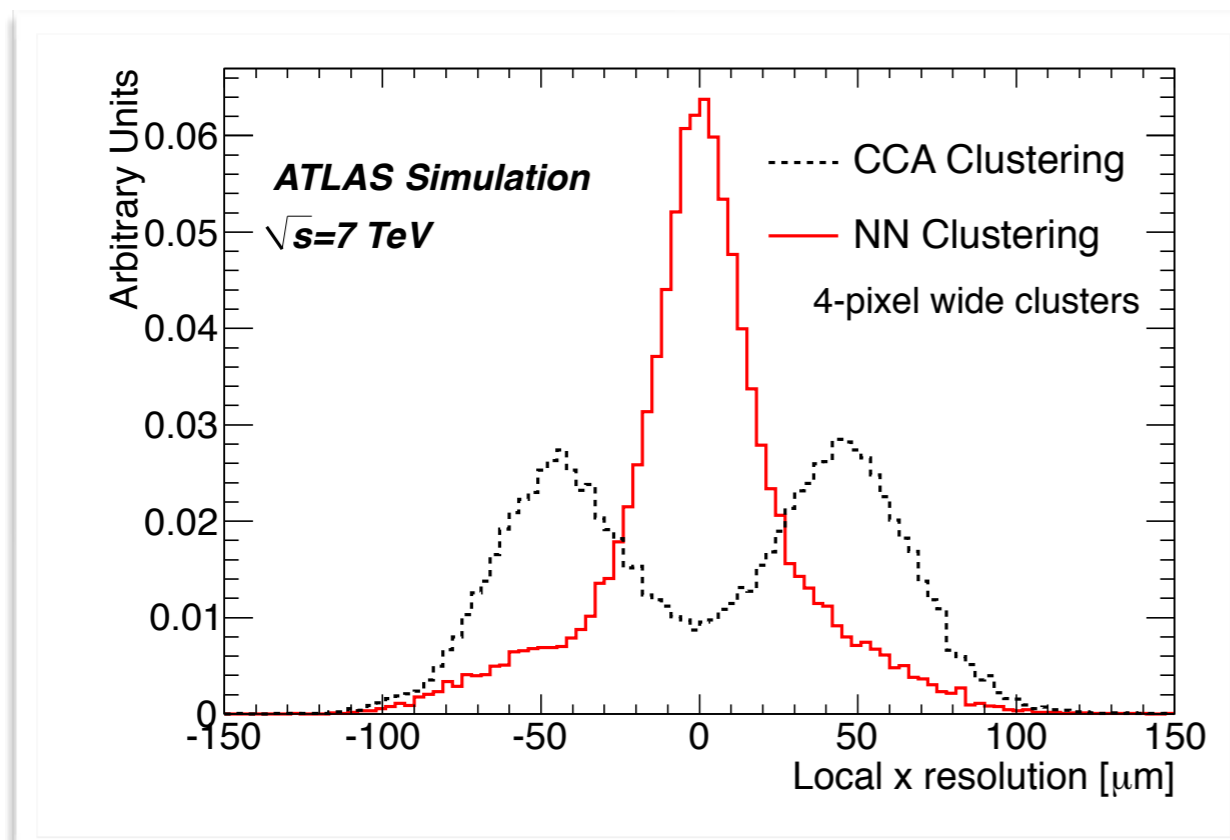 Arbitrary Units
0.06
0.05
0.04
0.03
0.02
0.01
0
ATLAS Simulation
√s=7 TeV
CCA Clustering
NN Clustering
4-pixel wide clusters
-150 -100 -50 0 50 100 150
Local x resolution [μm]